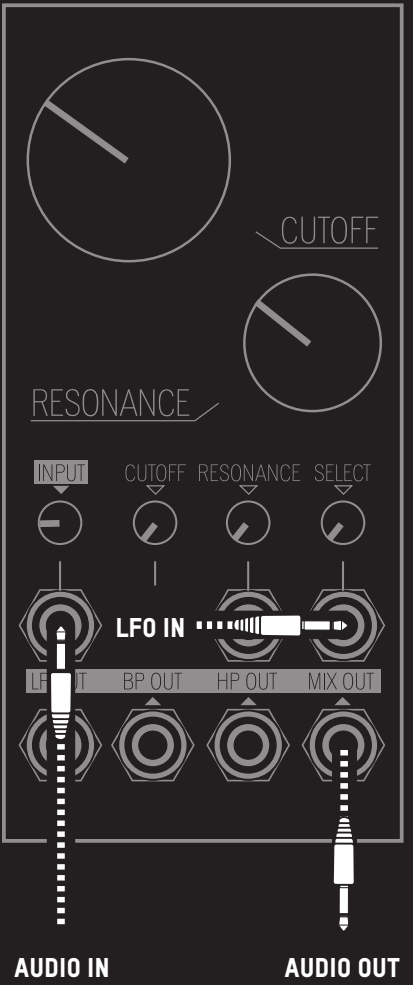 CUTOFF
RESONANCE
INPUT CUTOFF RESONANCE SELECT
LFO IN
BP OUT HP OUT MIX OUT
AUDIO IN AUDIO OUT